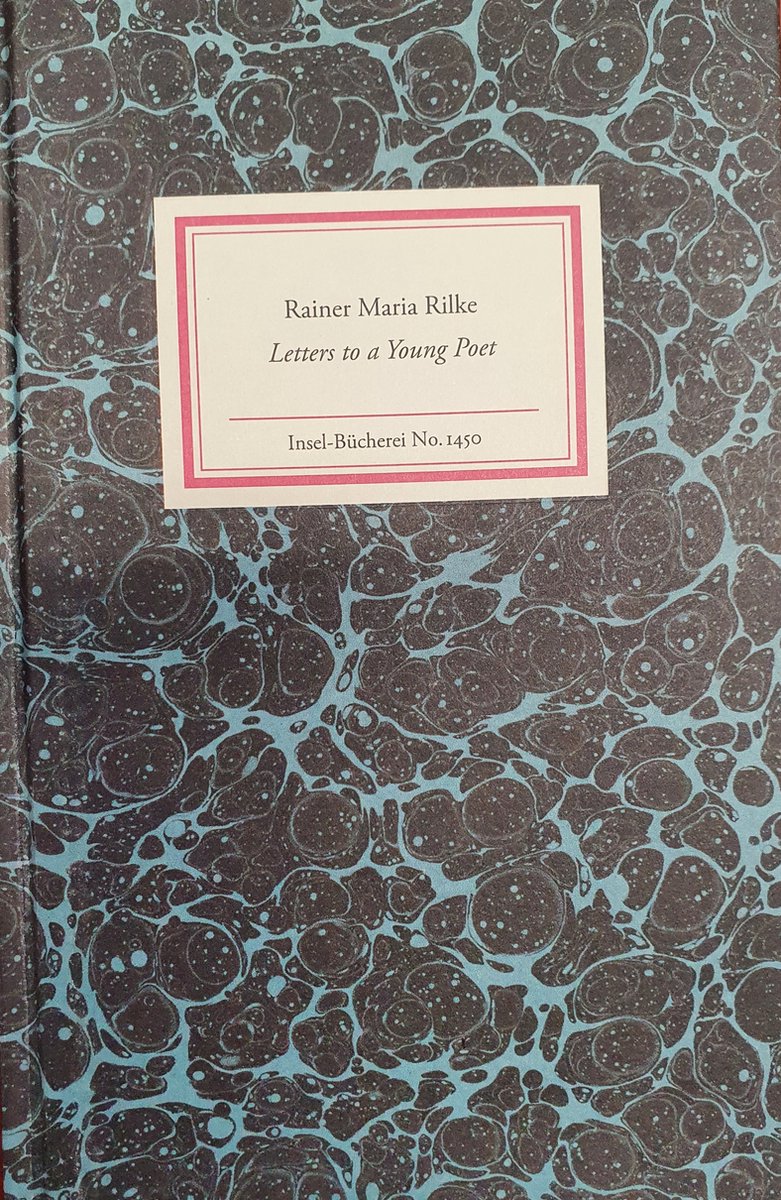 Rainer Maria Rilke
Letters to a Young Poet
Insel-Bücherei No. 1450